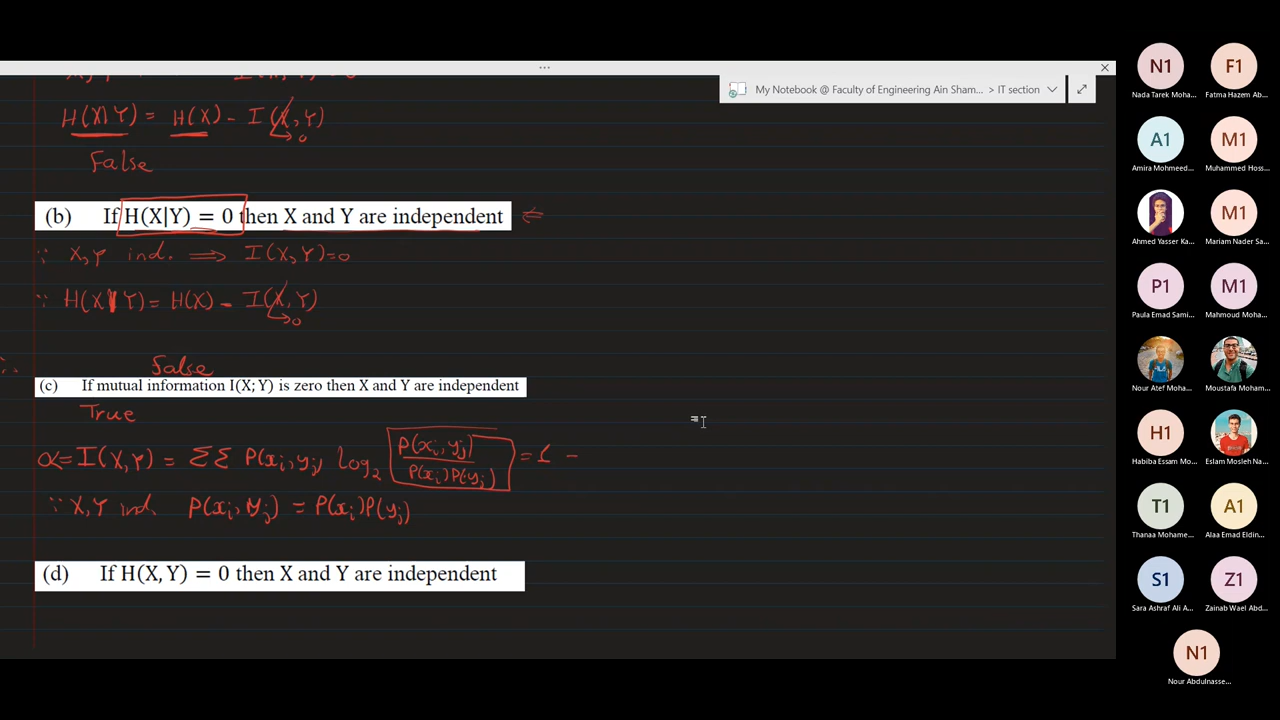 My Notebook @ Faculty of Engineering Ain Sham... > IT section
H(X|Y) = H(X) - I(X,Y)
→0
False
(b) If H(X|Y) = 0 then X and Y are independent ⇐
∵ X,Y ind. ⟹ I(X,Y)=0
∵ H(X|Y) = H(X) - I(X,Y)
→0
∴ False
(c) If mutual information I(X; Y) is zero then X and Y are independent
True
α= I(X,Y) = ΣΣ P(xi,yj) log2 P(xi,yj) / P(xi)P(yj) = 1 -
∵ X,Y ind. P(xi,yj) = P(xi)P(yj)
(d) If H(X, Y) = 0 then X and Y are independent
N1
Nada Tarek Moha...
F1
Fatma Hazem Ab...
A1
Amira Mohmeed...
M1
Muhammed Hoss...
Ahmed Yasser Ka...
M1
Mariam Nader Sa...
P1
Paula Emad Sami...
M1
Mahmoud Moha...
Nour Atef Moha...
Moustafa Moham...
H1
Habiba Essam Mo...
Eslam Mosleh Na...
T1
Thanaa Mohame...
A1
Alaa Emad Eldin...
S1
Sara Ashraf Ali A...
Z1
Zainab Wael Abd...
N1
Nour Abdulnasse...